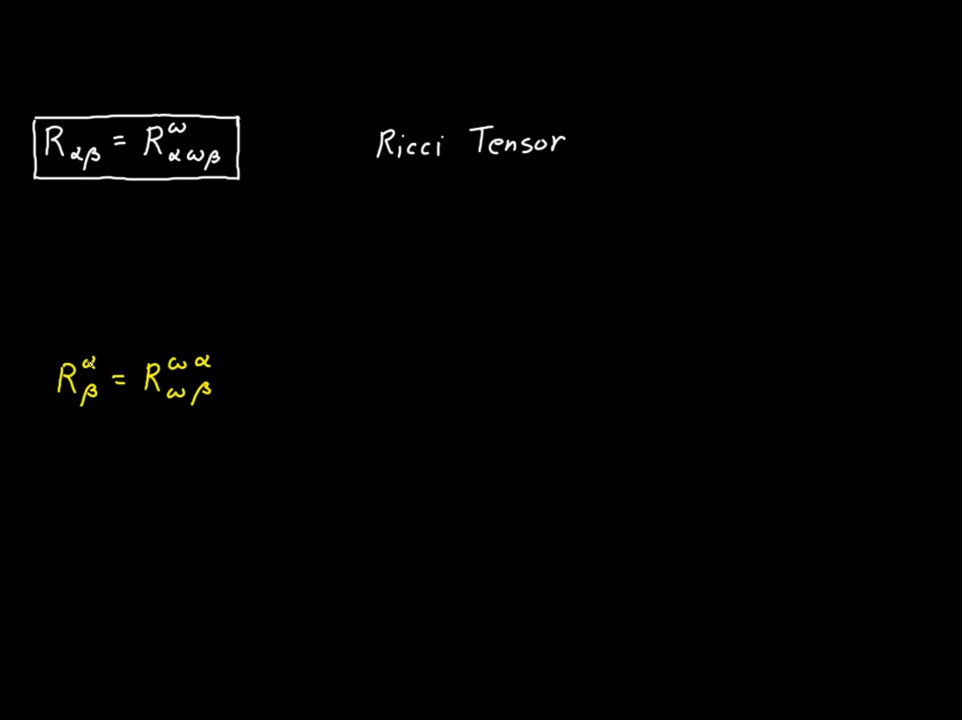 R_{αβ} = R^{ω}_{αωβ} Ricci Tensor
R^{α}_{β} = R^{ωα}_{ωβ}